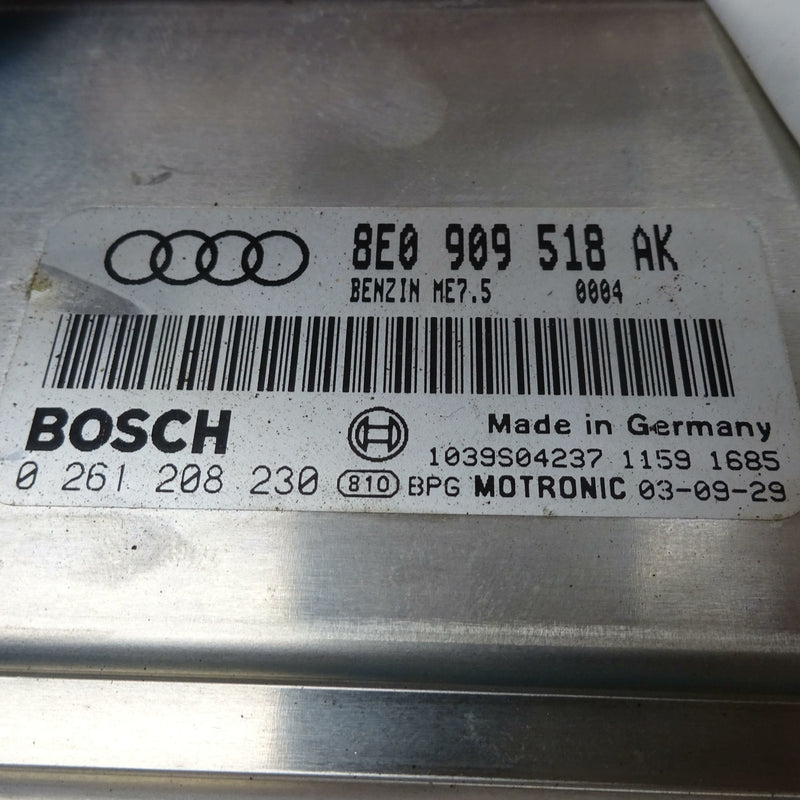 8E0 909 518 AK
BENZIN ME7.5 0004
BOSCH Made in Germany
1039S04237 1159 1685
0 261 208 230 810 BPG MOTRONIC 03-09-29